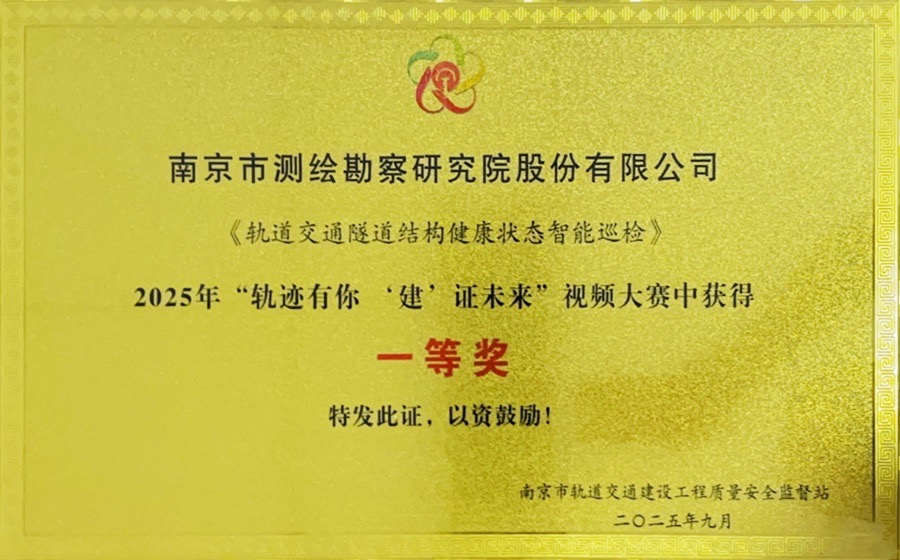 南京市测绘勘察研究院股份有限公司
《轨道交通隧道结构健康状态智能巡检》
2025年“轨迹有你 ‘建’证未来”视频大赛中获得
一等奖
特发此证，以资鼓励！
南京市轨道交通建设工程质量安全监督站
二〇二五年九月